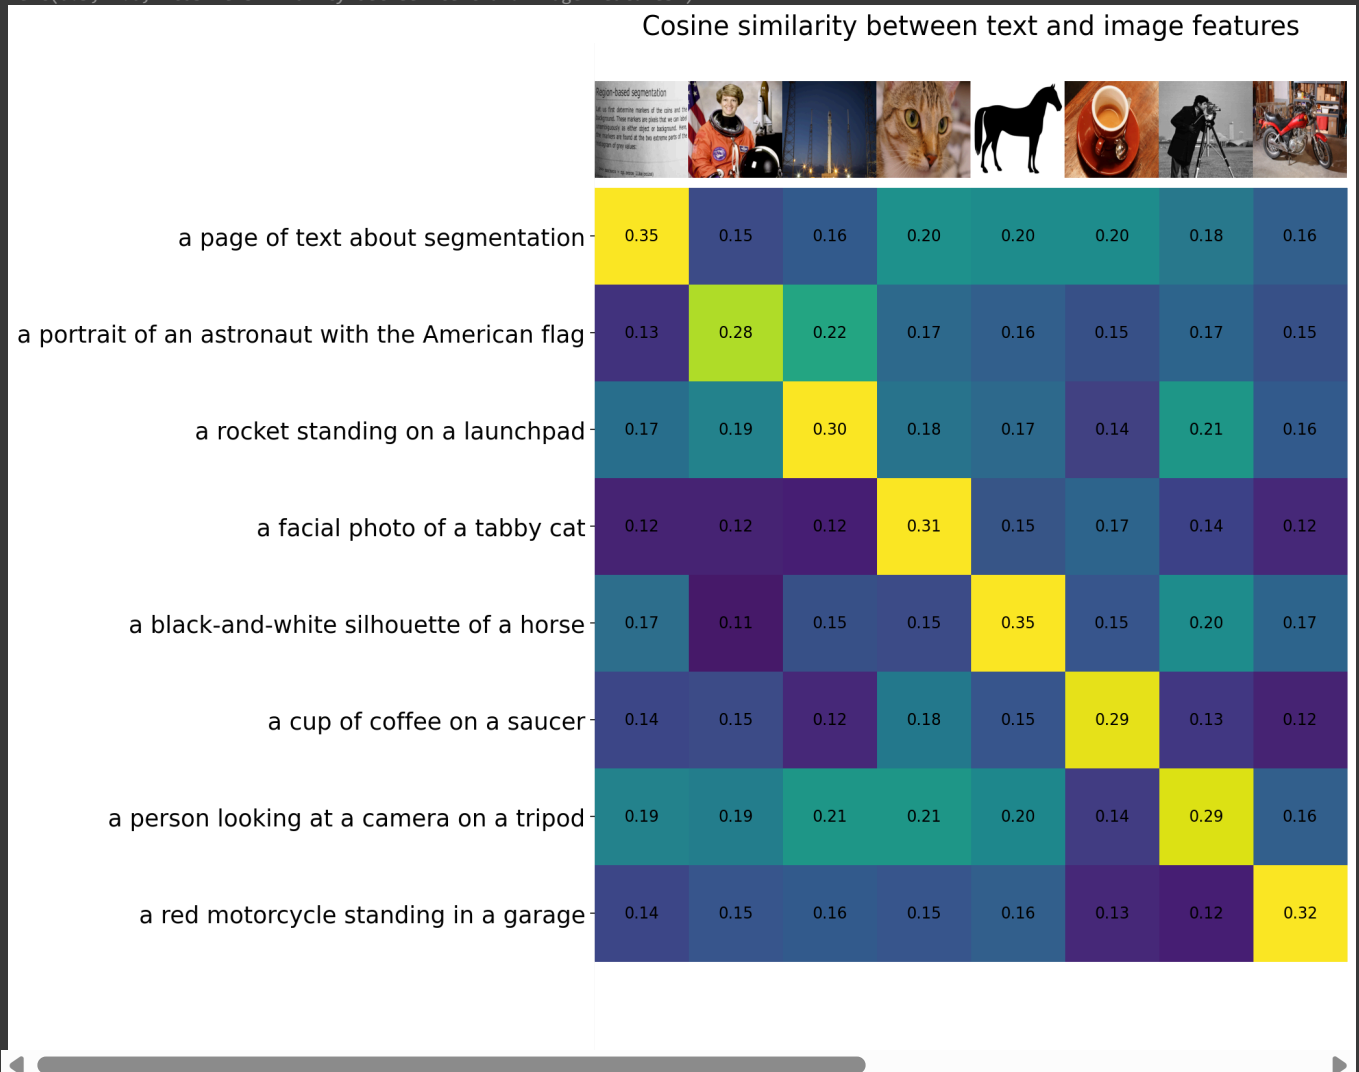 Cosine similarity between text and image features
Region-based segmentation
a page of text about segmentation
0.35 0.15 0.16 0.20 0.20 0.20 0.18 0.16
a portrait of an astronaut with the American flag
0.13 0.28 0.22 0.17 0.16 0.15 0.17 0.15
a rocket standing on a launchpad
0.17 0.19 0.30 0.18 0.17 0.14 0.21 0.16
a facial photo of a tabby cat
0.12 0.12 0.12 0.31 0.15 0.17 0.14 0.12
a black-and-white silhouette of a horse
0.17 0.11 0.15 0.15 0.35 0.15 0.20 0.17
a cup of coffee on a saucer
0.14 0.15 0.12 0.18 0.15 0.29 0.13 0.12
a person looking at a camera on a tripod
0.19 0.19 0.21 0.21 0.20 0.14 0.29 0.16
a red motorcycle standing in a garage
0.14 0.15 0.16 0.15 0.16 0.13 0.12 0.32